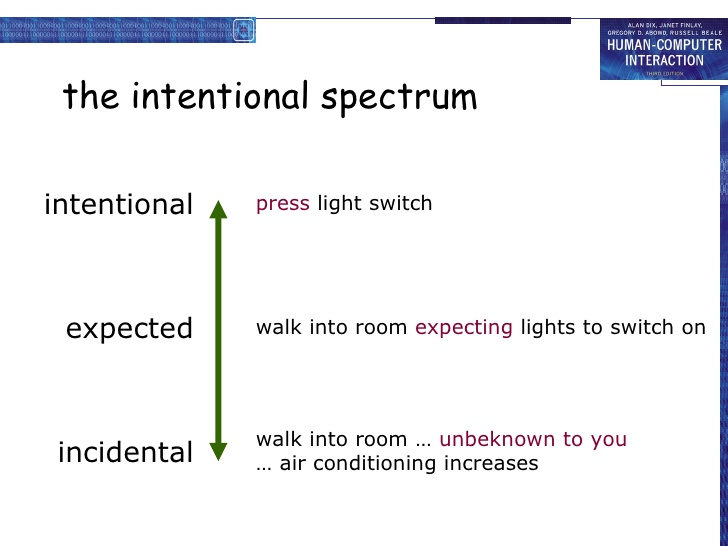 ALAN DIX, JANET FINLAY,
GREGORY D. ABOWD, RUSSELL BEALE
HUMAN-COMPUTER
INTERACTION
THIRD EDITION
the intentional spectrum
intentional
press light switch
expected
walk into room expecting lights to switch on
incidental
walk into room … unbeknown to you
… air conditioning increases